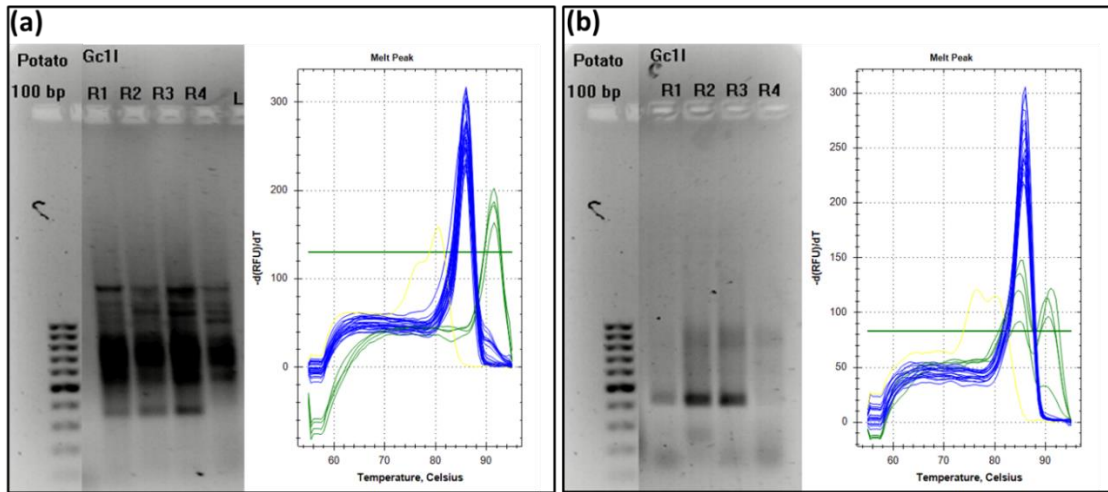 (a)
Potato Gc1I
100 bp R1 R2 R3 R4 L
Melt Peak
300
200
100
0
-d(RFU)/dT
60 70 80 90
Temperature, Celsius
(b)
Potato Gc1I
100 bp R1 R2 R3 R4
Melt Peak
300
250
200
150
100
50
0
-d(RFU)/dT
60 70 80 90
Temperature, Celsius